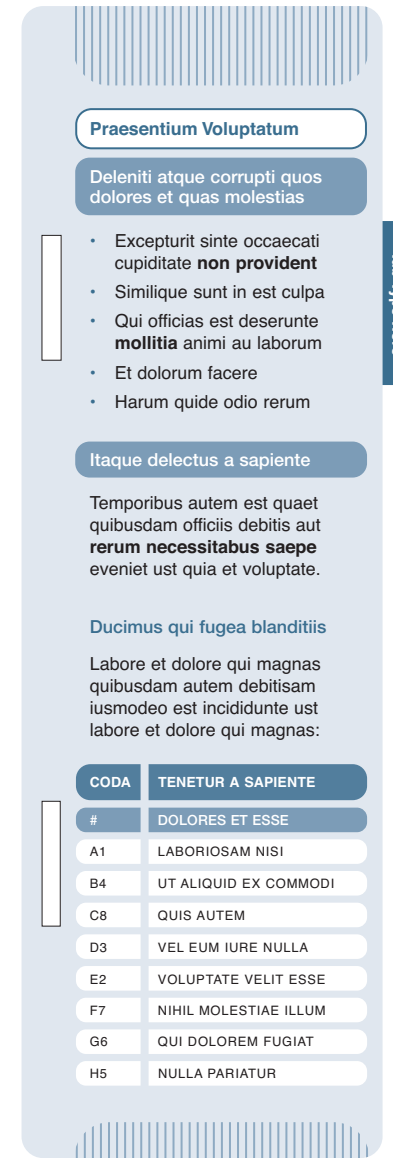 Praesentium Voluptatum
Deleniti atque corrupti quos
dolores et quas molestias
• Excepturit sinte occaecati
cupiditate non provident
• Similique sunt in est culpa
• Qui officias est deserunte
mollitia animi au laborum
• Et dolorum facere
• Harum quide odio rerum
Itaque delectus a sapiente
Temporibus autem est quaet
quibusdam officiis debitis aut
rerum necessitabus saepe
eveniet ust quia et voluptate.
Ducimus qui fugea blanditiis
Labore et dolore qui magnas
quibusdam autem debitisam
iusmodeo est incididunte ust
labore et dolore qui magnas:
CODA TENETUR A SAPIENTE
# DOLORES ET ESSE
A1 LABORIOSAM NISI
B4 UT ALIQUID EX COMMODI
C8 QUIS AUTEM
D3 VEL EUM IURE NULLA
E2 VOLUPTATE VELIT ESSE
F7 NIHIL MOLESTIAE ILLUM
G6 QUI DOLOREM FUGIAT
H5 NULLA PARIATUR